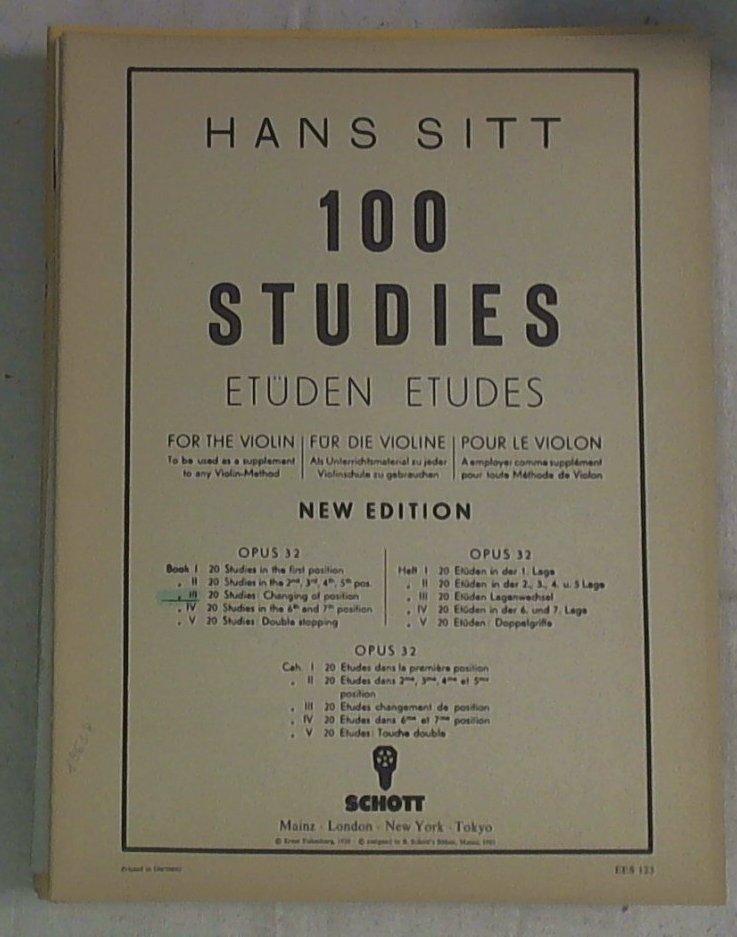 HANS SITT
100
STUDIES
ETÜDEN ETUDES
FOR THE VIOLIN
To be used as a supplement
to any Violin-Method
FÜR DIE VIOLINE
Als Unterrichtsmaterial zu jeder
Violinschule zu gebrauchen
POUR LE VIOLON
A employer comme supplément
pour toute Méthode de Violon
NEW EDITION
OPUS 32
Book I 20 Studies in the first position
„ II 20 Studies in the 2nd, 3rd, 4th, 5th pos.
„ III 20 Studies: Changing of position
„ IV 20 Studies in the 6th and 7th position
„ V 20 Studies: Double stopping
OPUS 32
Heft I 20 Etüden in der 1. Lage
„ II 20 Etüden in der 2., 3., 4. u. 5 Lage
„ III 20 Etüden Lagenwechsel
„ IV 20 Etüden in der 6. und 7. Lage
„ V 20 Etüden: Doppelgriffe
OPUS 32
Cah. I 20 Etudes dans la première position
„ II 20 Etudes dans 2me, 3me, 4me et 5me
position
„ III 20 Etudes changement de position
„ IV 20 Etudes dans 6me et 7me position
„ V 20 Etudes: Touche double
SCHOTT
Mainz · London · New York · Tokyo
Printed in Germany
EES 123